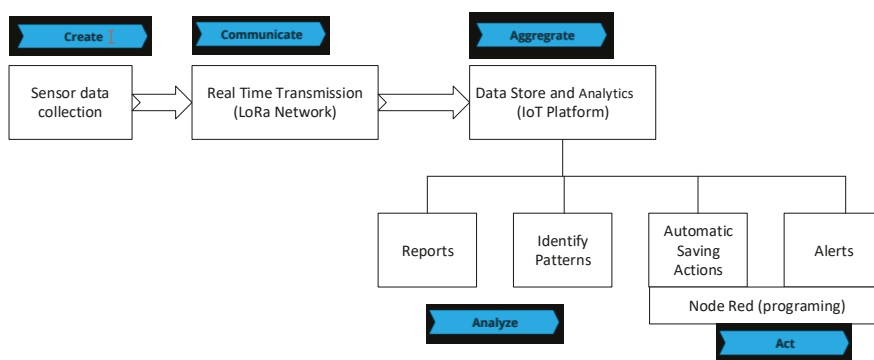 Create
Communicate
Aggregrate
Sensor data
collection
Real Time Transmission
(LoRa Network)
Data Store and Analytics
(IoT Platform)
Reports
Identify
Patterns
Automatic
Saving
Actions
Alerts
Node Red (programing)
Analyze
Act